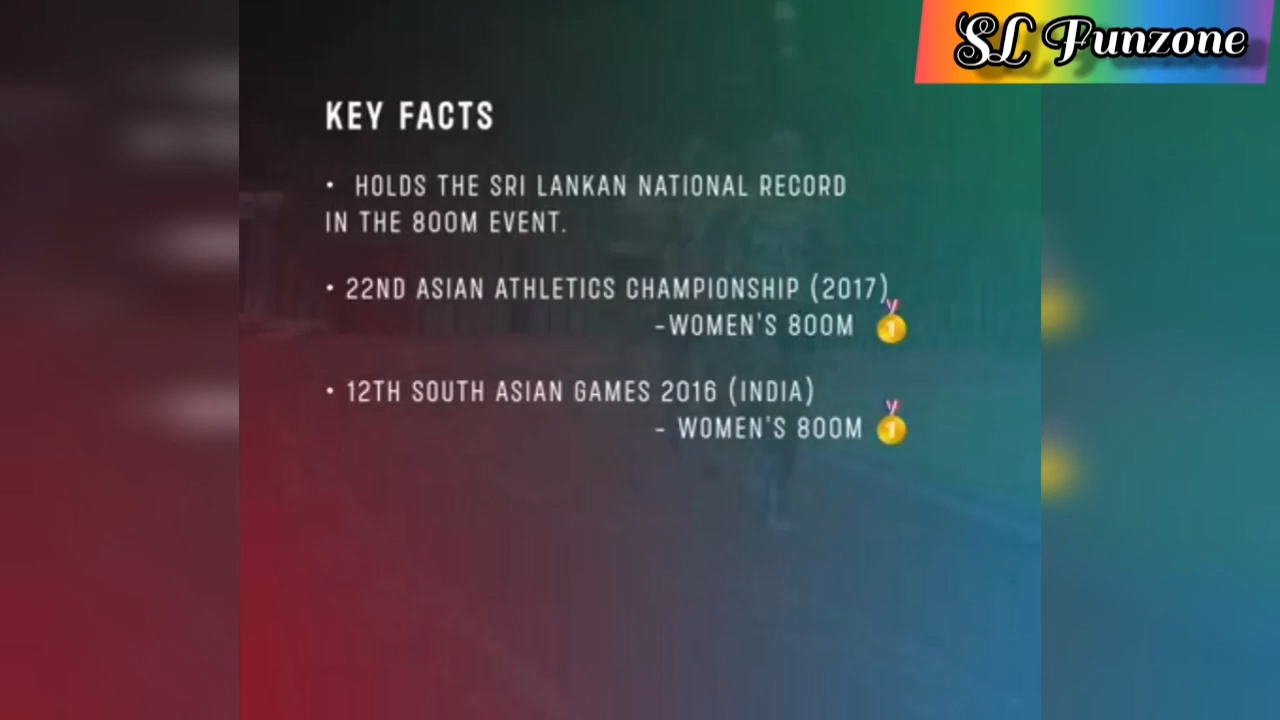 SL Funzone
KEY FACTS
• HOLDS THE SRI LANKAN NATIONAL RECORD
IN THE 800M EVENT.
• 22ND ASIAN ATHLETICS CHAMPIONSHIP (2017)
-WOMEN'S 800M 🥇
• 12TH SOUTH ASIAN GAMES 2016 (INDIA)
- WOMEN'S 800M 🥇